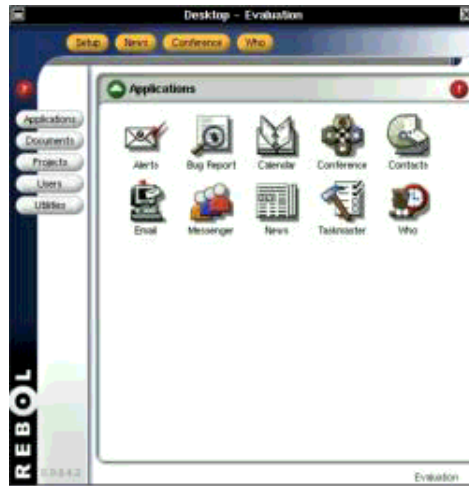 Desktop - Evaluation
Setup News Conference Who
Applications
Applications
Documents
Projects
Users
Utilities
Alerts Bug Report Calendar Conference Contacts
Email Messenger News Taskmaster Who
REBOL
Evaluation